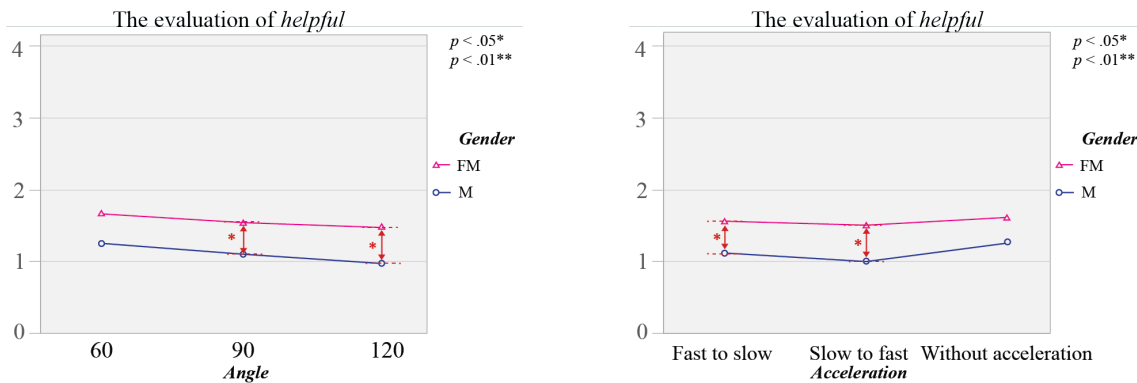 The evaluation of helpful
p < .05*
p < .01**
4
3
2
1
0
Gender
FM
M
*
*
60
90
120
Angle
The evaluation of helpful
p < .05*
p < .01**
4
3
2
1
0
Gender
FM
M
*
*
Fast to slow
Slow to fast
Without acceleration
Acceleration